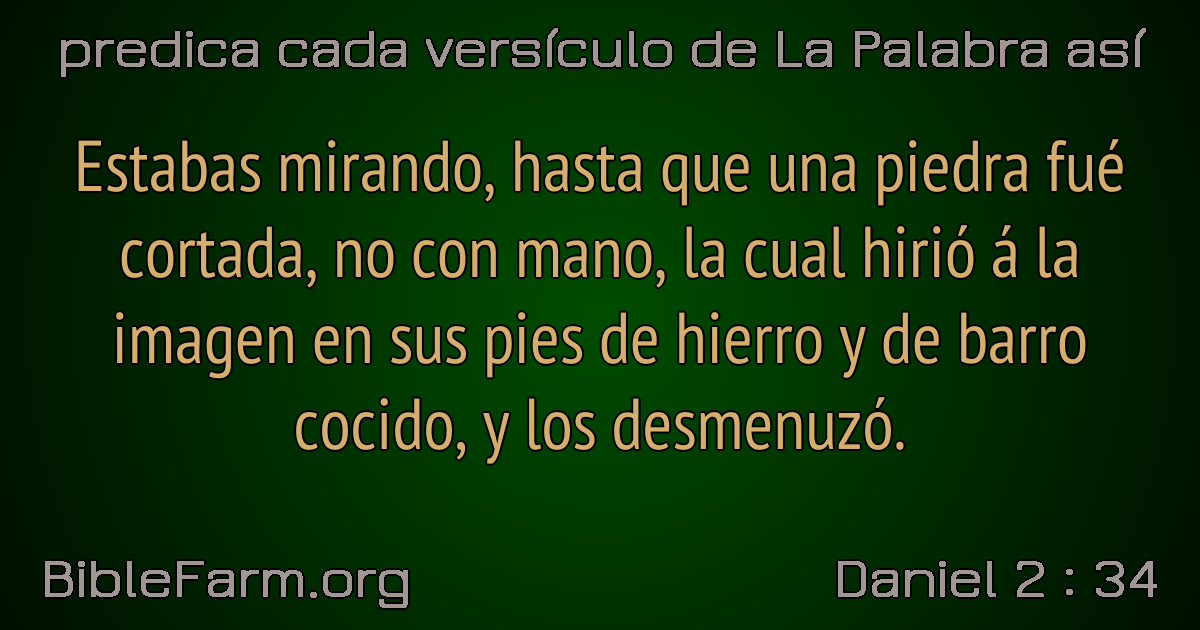 predica cada versículo de La Palabra así
Estabas mirando, hasta que una piedra fué
cortada, no con mano, la cual hirió á la
imagen en sus pies de hierro y de barro
cocido, y los desmenuzó.
BibleFarm.org
Daniel 2 : 34